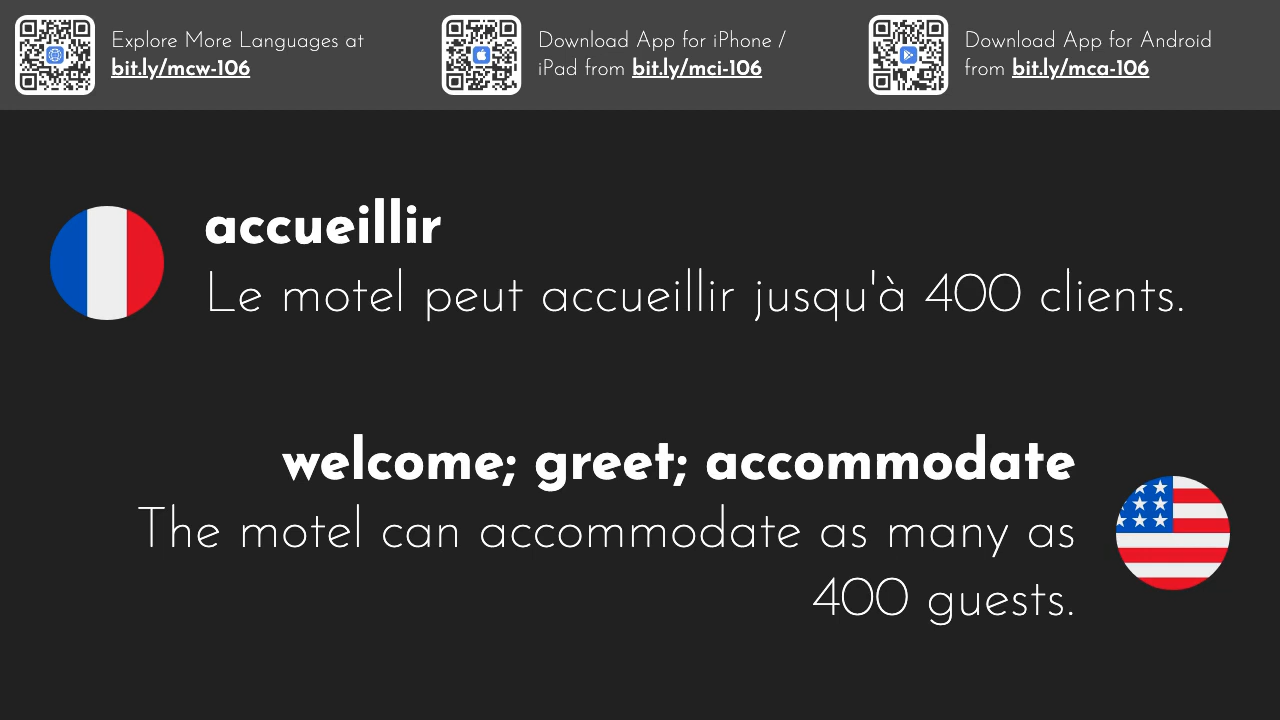 Explore More Languages at
bit.ly/mcw-106
Download App for iPhone /
iPad from bit.ly/mci-106
Download App for Android
from bit.ly/mca-106
accueillir
Le motel peut accueillir jusqu'à 400 clients.
welcome; greet; accommodate
The motel can accommodate as many as
400 guests.